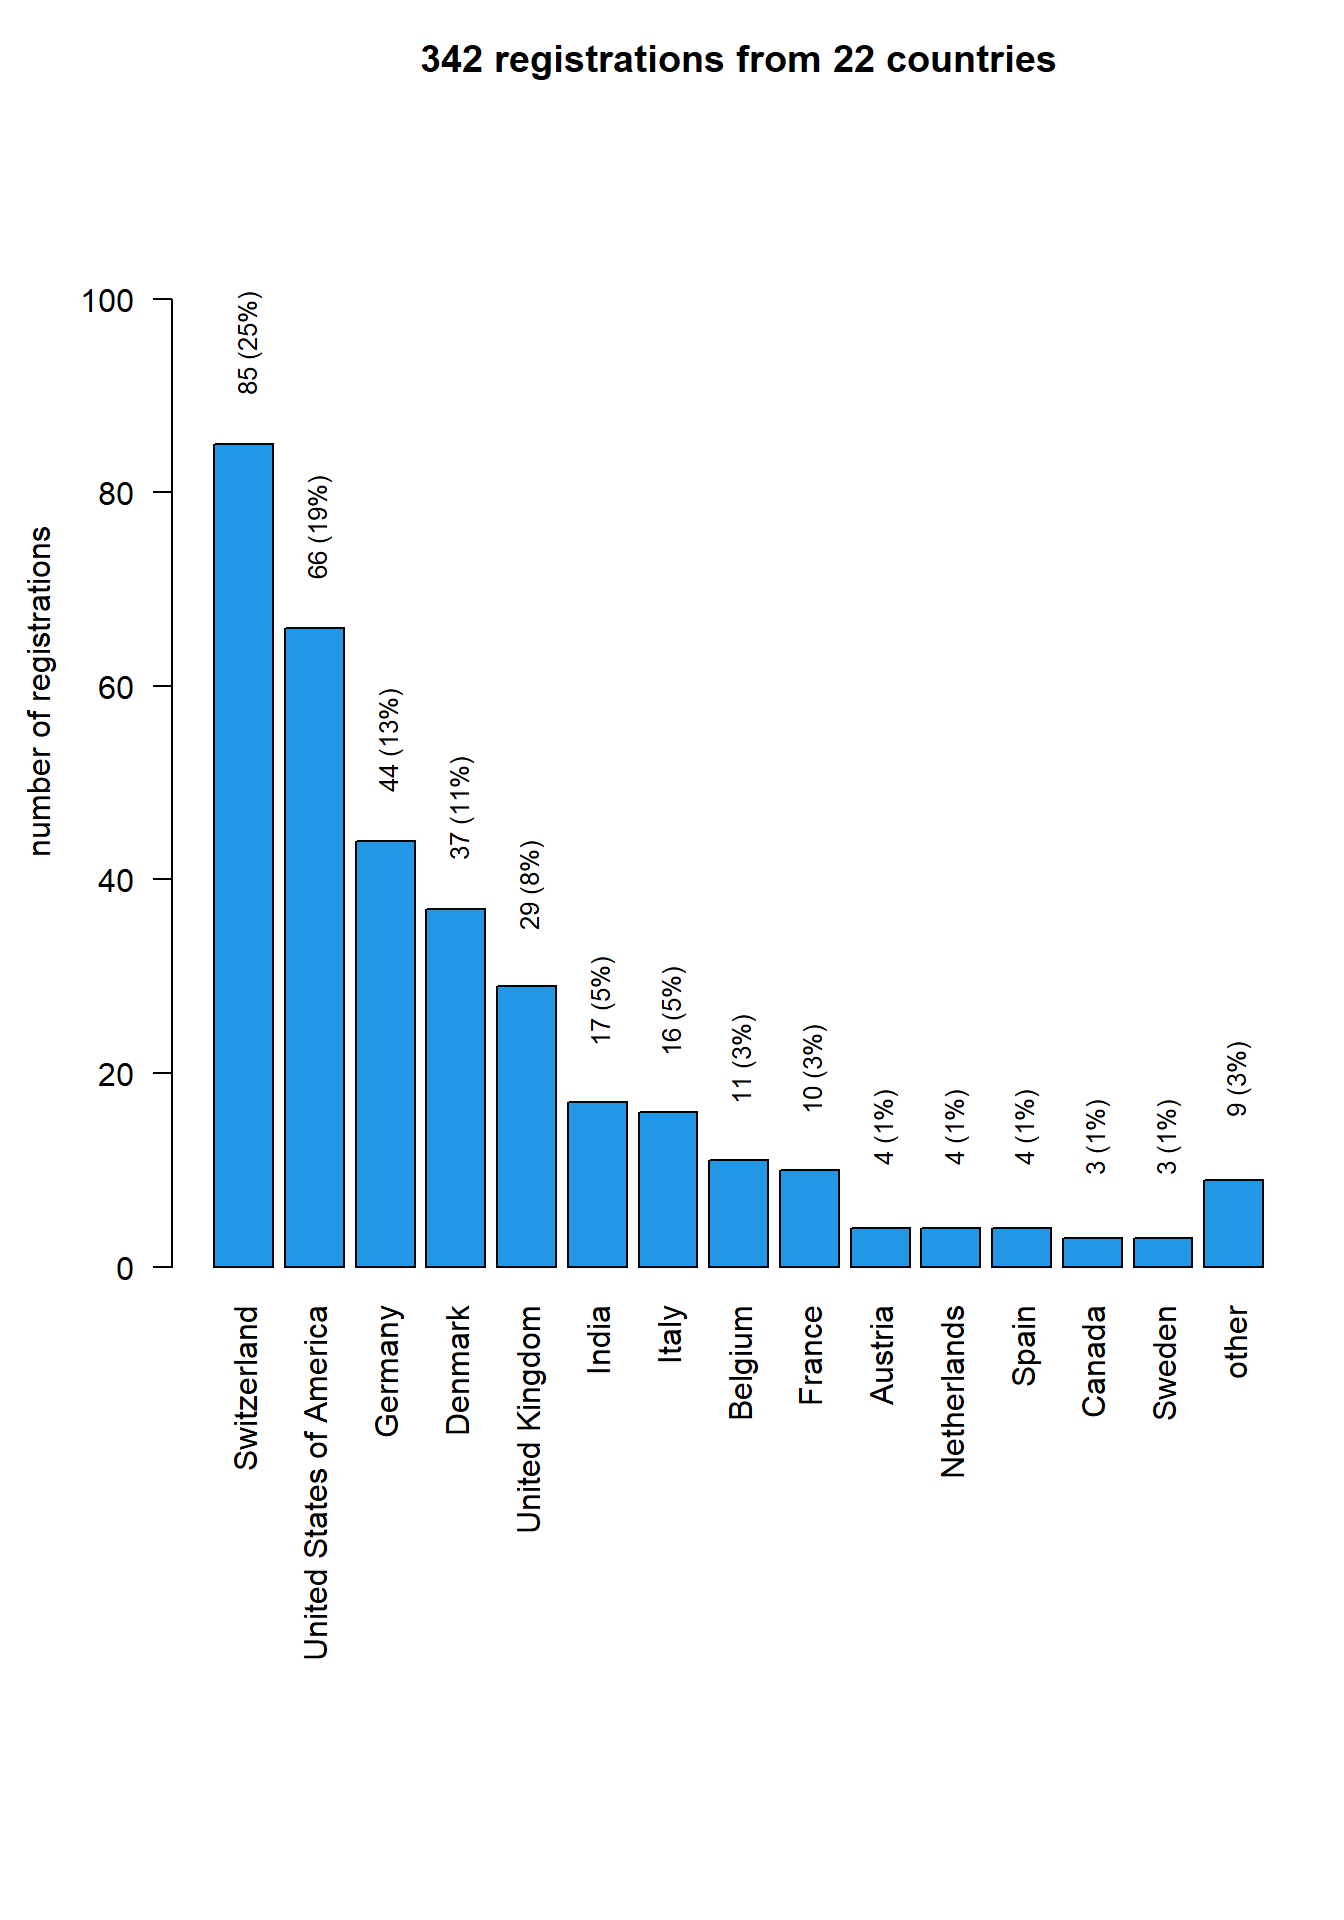 342 registrations from 22 countries
number of registrations
100
80
60
40
20
0
85 (25%)
66 (19%)
44 (13%)
37 (11%)
29 (8%)
17 (5%)
16 (5%)
11 (3%)
10 (3%)
4 (1%)
4 (1%)
4 (1%)
3 (1%)
3 (1%)
9 (3%)
Switzerland
United States of America
Germany
Denmark
United Kingdom
India
Italy
Belgium
France
Austria
Netherlands
Spain
Canada
Sweden
other